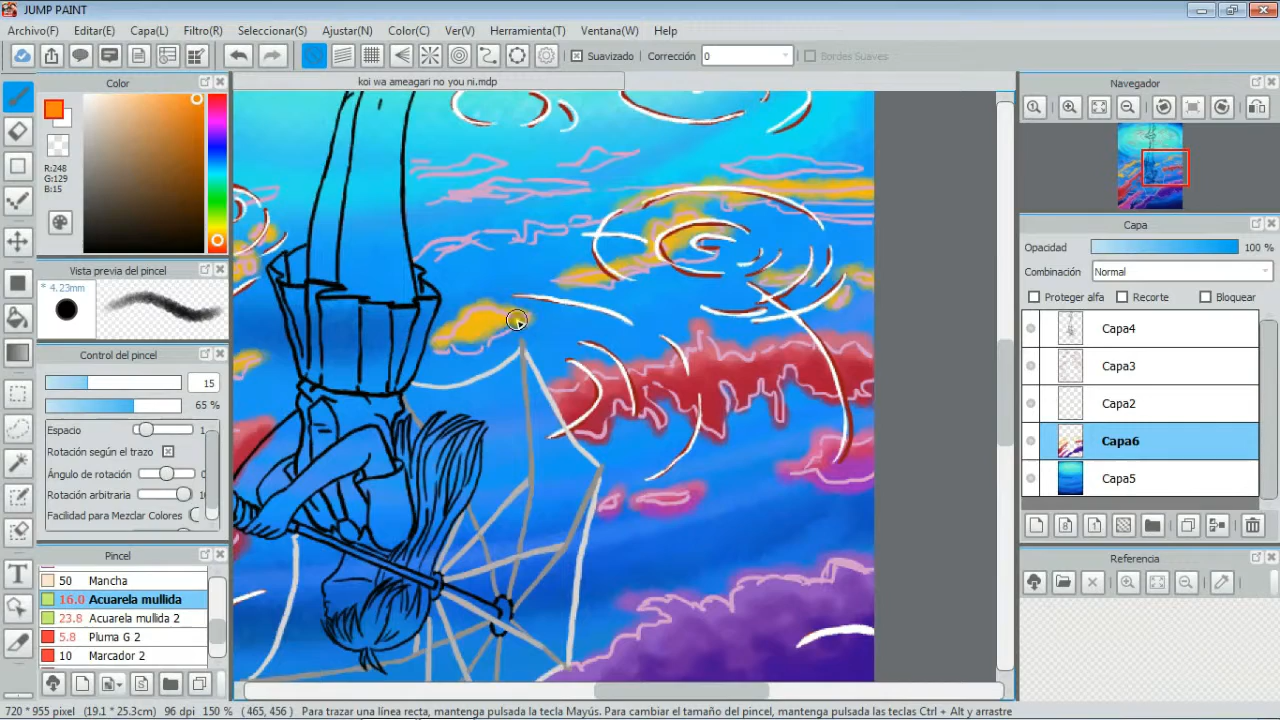 JUMP PAINT
Archivo(F) Editar(E) Capa(L) Filtro(R) Seleccionar(S) Ajustar(N) Color(C) Ver(V) Herramienta(T) Ventana(W) Help
Suavizado Corrección 0 Bordes Suaves
Color
koi wa ameagari no you ni.mdp
Navegador
R:248
G:129
B:15
Vista previa del pincel
* 4.23mm
Control del pincel
15
65 %
Espacio 1
Rotación según el trazo
Ángulo de rotación 0
Rotación arbitraria
Facilidad para Mezclar Colores
Pincel
50 Mancha
16.0 Acuarela mullida
23.8 Acuarela mullida 2
5.8 Pluma G 2
10 Marcador 2
Capa
Opacidad 100 %
Combinación Normal
Proteger alfa Recorte Bloquear
Capa4
Capa3
Capa2
Capa6
Capa5
Referencia
720 * 955 pixel (19.1 * 25.3cm) 96 dpi 150 % ( 465, 456 ) Para trazar una línea recta, mantenga pulsada la tecla Mayús. Para cambiar el tamaño del pincel, mantenga pulsadas las teclas Ctrl + Alt y arrastre